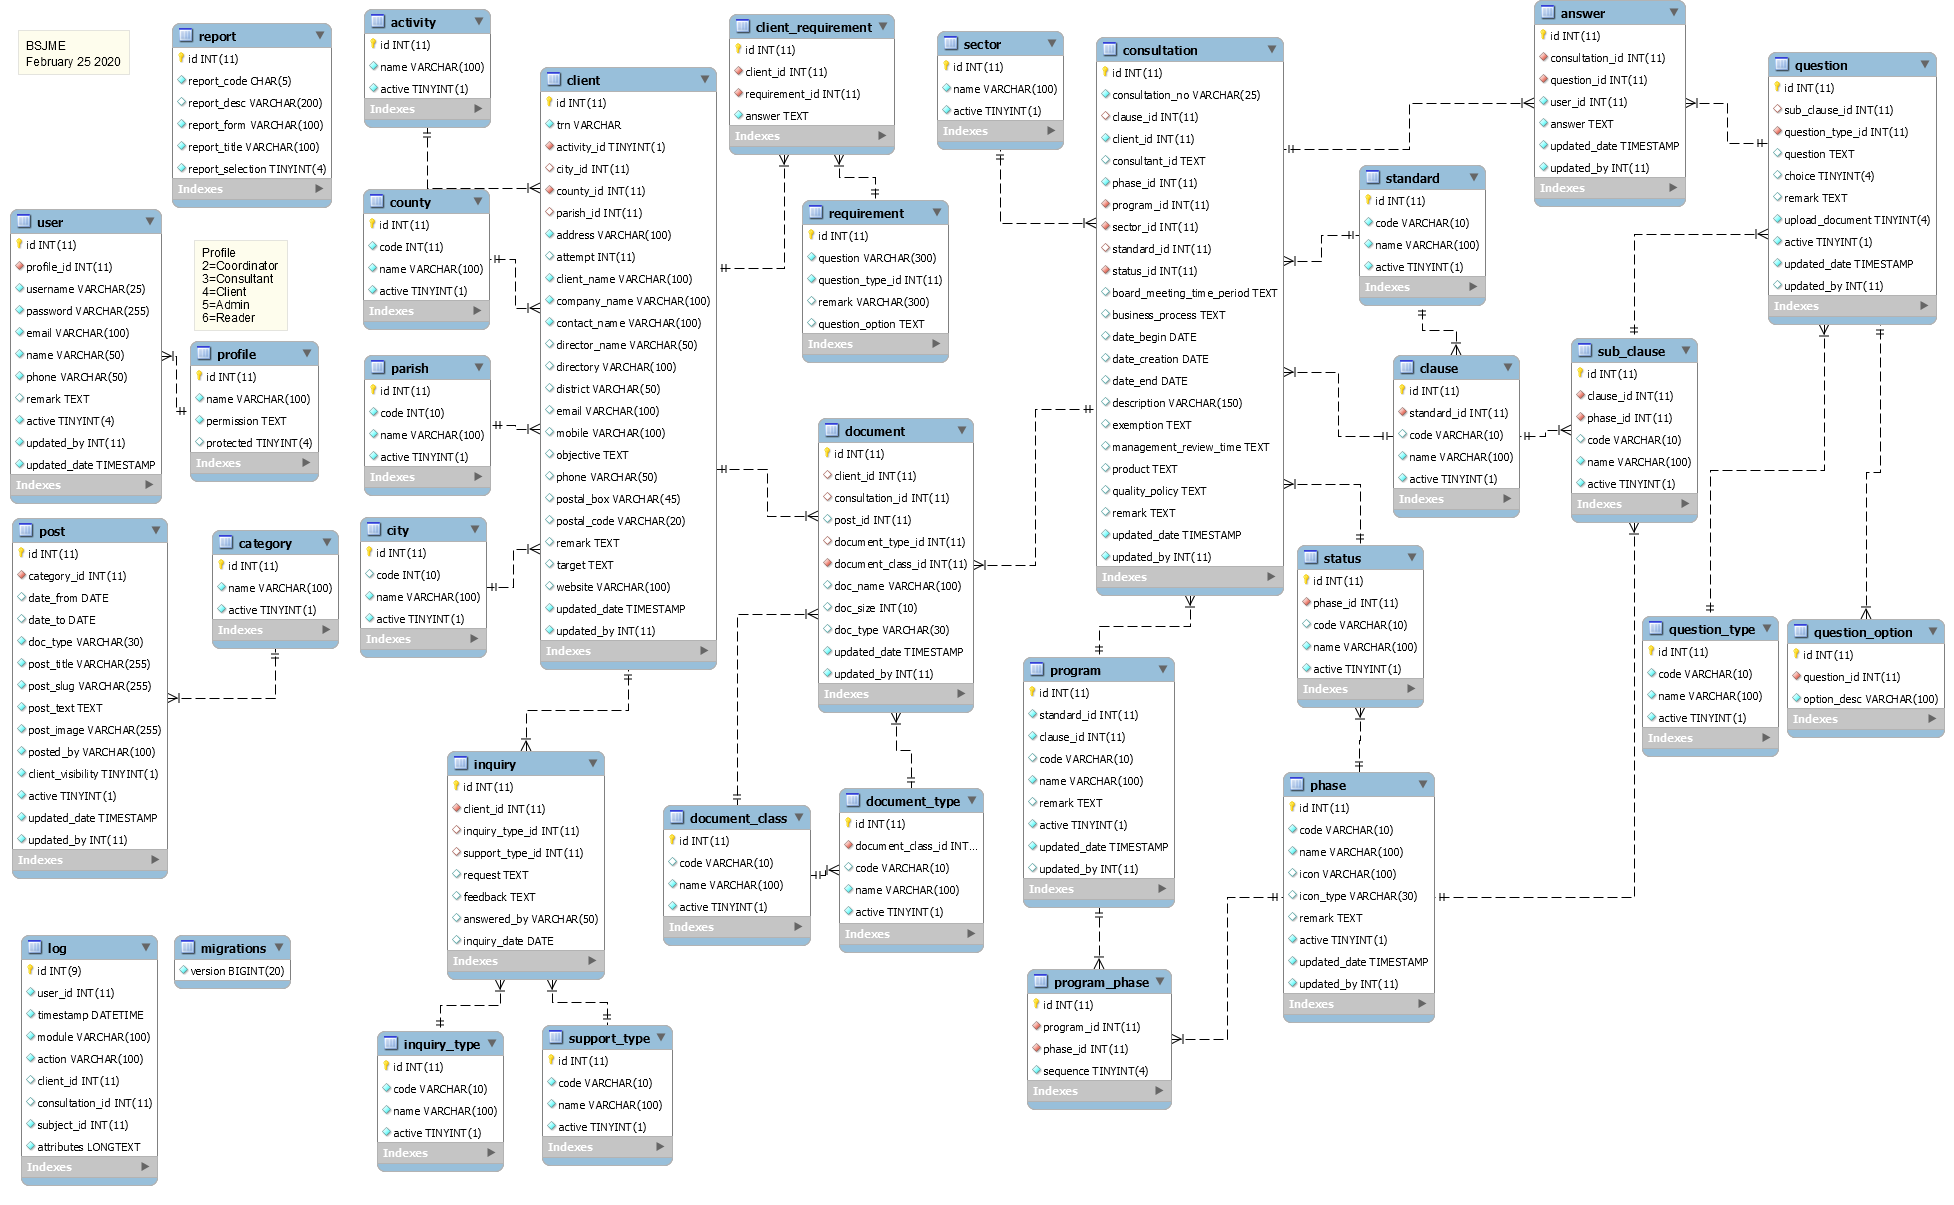 BSJME
February 25 2020
report
id INT(11)
report_code CHAR(5)
report_desc VARCHAR(200)
report_form VARCHAR(100)
report_title VARCHAR(100)
report_selection TINYINT(4)
Indexes
user
id INT(11)
profile_id INT(11)
username VARCHAR(25)
password VARCHAR(255)
email VARCHAR(100)
name VARCHAR(50)
phone VARCHAR(50)
remark TEXT
active TINYINT(4)
updated_by INT(11)
updated_date TIMESTAMP
Indexes
Profile
2=Coordinator
3=Consultant
4=Client
5=Admin
6=Reader
profile
id INT(11)
name VARCHAR(100)
permission TEXT
protected TINYINT(4)
Indexes
post
id INT(11)
category_id INT(11)
date_from DATE
date_to DATE
doc_type VARCHAR(30)
post_title VARCHAR(255)
post_slug VARCHAR(255)
post_text TEXT
post_image VARCHAR(255)
posted_by VARCHAR(100)
client_visibility TINYINT(1)
active TINYINT(1)
updated_date TIMESTAMP
updated_by INT(11)
Indexes
category
id INT(11)
name VARCHAR(100)
active TINYINT(1)
Indexes
log
id INT(9)
user_id INT(11)
timestamp DATETIME
module VARCHAR(100)
action VARCHAR(100)
client_id INT(11)
consultation_id INT(11)
subject_id INT(11)
attributes LONGTEXT
Indexes
migrations
version BIGINT(20)
activity
id INT(11)
name VARCHAR(100)
active TINYINT(1)
Indexes
county
id INT(11)
code INT(11)
name VARCHAR(100)
active TINYINT(1)
Indexes
parish
id INT(11)
code INT(10)
name VARCHAR(100)
active TINYINT(1)
Indexes
city
id INT(11)
code INT(10)
name VARCHAR(100)
active TINYINT(1)
Indexes
client
id INT(11)
trn VARCHAR
activity_id TINYINT(1)
city_id INT(11)
county_id INT(11)
parish_id INT(11)
address VARCHAR(100)
attempt INT(11)
client_name VARCHAR(100)
company_name VARCHAR(100)
contact_name VARCHAR(100)
director_name VARCHAR(50)
directory VARCHAR(100)
district VARCHAR(50)
email VARCHAR(100)
mobile VARCHAR(100)
objective TEXT
phone VARCHAR(50)
postal_box VARCHAR(45)
postal_code VARCHAR(20)
remark TEXT
target TEXT
website VARCHAR(100)
updated_date TIMESTAMP
updated_by INT(11)
Indexes
client_requirement
id INT(11)
client_id INT(11)
requirement_id INT(11)
answer TEXT
Indexes
requirement
id INT(11)
question VARCHAR(300)
question_type_id INT(11)
remark VARCHAR(300)
question_option TEXT
Indexes
document
id INT(11)
client_id INT(11)
consultation_id INT(11)
post_id INT(11)
document_type_id INT(11)
document_class_id INT(11)
doc_name VARCHAR(100)
doc_size INT(10)
doc_type VARCHAR(30)
updated_date TIMESTAMP
updated_by INT(11)
Indexes
inquiry
id INT(11)
client_id INT(11)
inquiry_type_id INT(11)
support_type_id INT(11)
request TEXT
feedback TEXT
answered_by VARCHAR(50)
inquiry_date DATE
Indexes
inquiry_type
id INT(11)
code VARCHAR(10)
name VARCHAR(100)
active TINYINT(1)
Indexes
support_type
id INT(11)
code VARCHAR(10)
name VARCHAR(100)
active TINYINT(1)
Indexes
document_class
id INT(11)
code VARCHAR(10)
name VARCHAR(100)
active TINYINT(1)
Indexes
document_type
id INT(11)
document_class_id INT...
code VARCHAR(10)
name VARCHAR(100)
active TINYINT(1)
Indexes
sector
id INT(11)
name VARCHAR(100)
active TINYINT(1)
Indexes
consultation
id INT(11)
consultation_no VARCHAR(25)
clause_id INT(11)
client_id INT(11)
consultant_id TEXT
phase_id INT(11)
program_id INT(11)
sector_id INT(11)
standard_id INT(11)
status_id INT(11)
board_meeting_time_period TEXT
business_process TEXT
date_begin DATE
date_creation DATE
date_end DATE
description VARCHAR(150)
exemption TEXT
management_review_time TEXT
product TEXT
quality_policy TEXT
remark TEXT
updated_date TIMESTAMP
updated_by INT(11)
Indexes
program
id INT(11)
standard_id INT(11)
clause_id INT(11)
code VARCHAR(10)
name VARCHAR(100)
remark TEXT
active TINYINT(1)
updated_date TIMESTAMP
updated_by INT(11)
Indexes
program_phase
id INT(11)
program_id INT(11)
phase_id INT(11)
sequence TINYINT(4)
Indexes
answer
id INT(11)
consultation_id INT(11)
question_id INT(11)
user_id INT(11)
answer TEXT
updated_date TIMESTAMP
updated_by INT(11)
Indexes
standard
id INT(11)
code VARCHAR(10)
name VARCHAR(100)
active TINYINT(1)
Indexes
clause
id INT(11)
standard_id INT(11)
code VARCHAR(10)
name VARCHAR(100)
active TINYINT(1)
Indexes
sub_clause
id INT(11)
clause_id INT(11)
phase_id INT(11)
code VARCHAR(10)
name VARCHAR(100)
active TINYINT(1)
Indexes
status
id INT(11)
phase_id INT(11)
code VARCHAR(10)
name VARCHAR(100)
active TINYINT(1)
Indexes
phase
id INT(11)
code VARCHAR(10)
name VARCHAR(100)
icon VARCHAR(100)
icon_type VARCHAR(30)
remark TEXT
active TINYINT(1)
updated_date TIMESTAMP
updated_by INT(11)
Indexes
question
id INT(11)
sub_clause_id INT(11)
question_type_id INT(11)
question TEXT
choice TINYINT(4)
remark TEXT
upload_document TINYINT(4)
active TINYINT(1)
updated_date TIMESTAMP
updated_by INT(11)
Indexes
question_type
id INT(11)
code VARCHAR(10)
name VARCHAR(100)
active TINYINT(1)
Indexes
question_option
id INT(11)
question_id INT(11)
option_desc VARCHAR(100)
Indexes